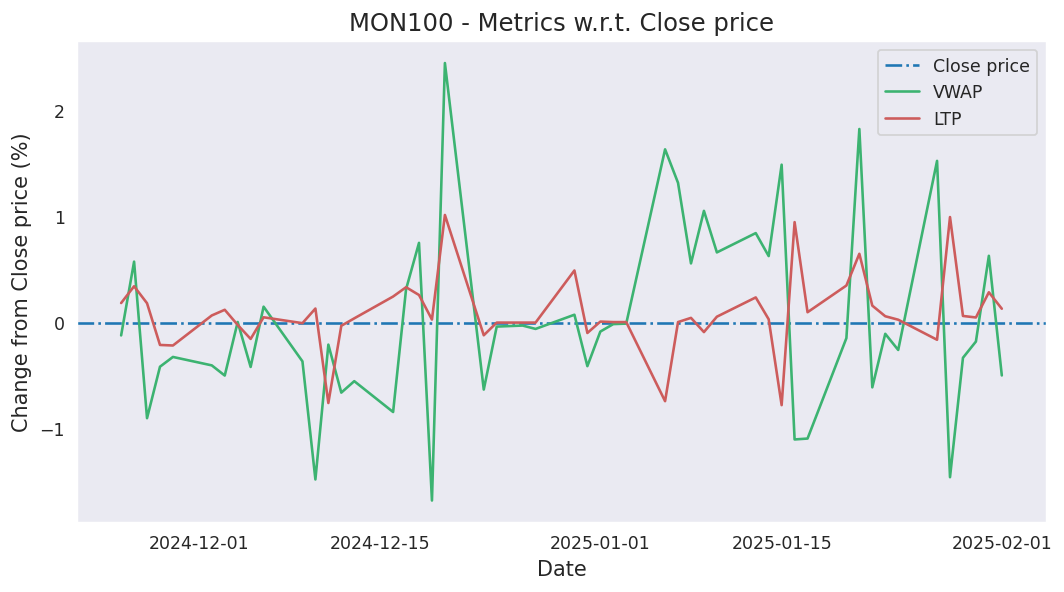 MON100 - Metrics w.r.t. Close price
Close price
VWAP
LTP
Change from Close price (%)
2
1
0
−1
2024-12-01
2024-12-15
2025-01-01
2025-01-15
2025-02-01
Date